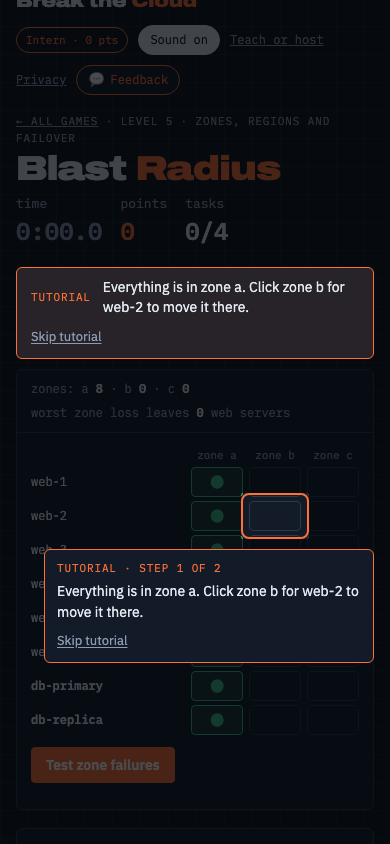 Break the Cloud
Intern · 0 pts
Sound on
Teach or host
Privacy
💬 Feedback
← ALL GAMES · LEVEL 5 · ZONES, REGIONS AND
FAILOVER
Blast Radius
time points tasks
0:00.0 0 0/4
TUTORIAL
Everything is in zone a. Click zone b for
web-2 to move it there.
Skip tutorial
zones: a 8 · b 0 · c 0
worst zone loss leaves 0 web servers
zone a zone b zone c
web-1
web-2
TUTORIAL · STEP 1 OF 2
Everything is in zone a. Click zone b for web-2 to
move it there.
Skip tutorial
db-primary
db-replica
Test zone failures